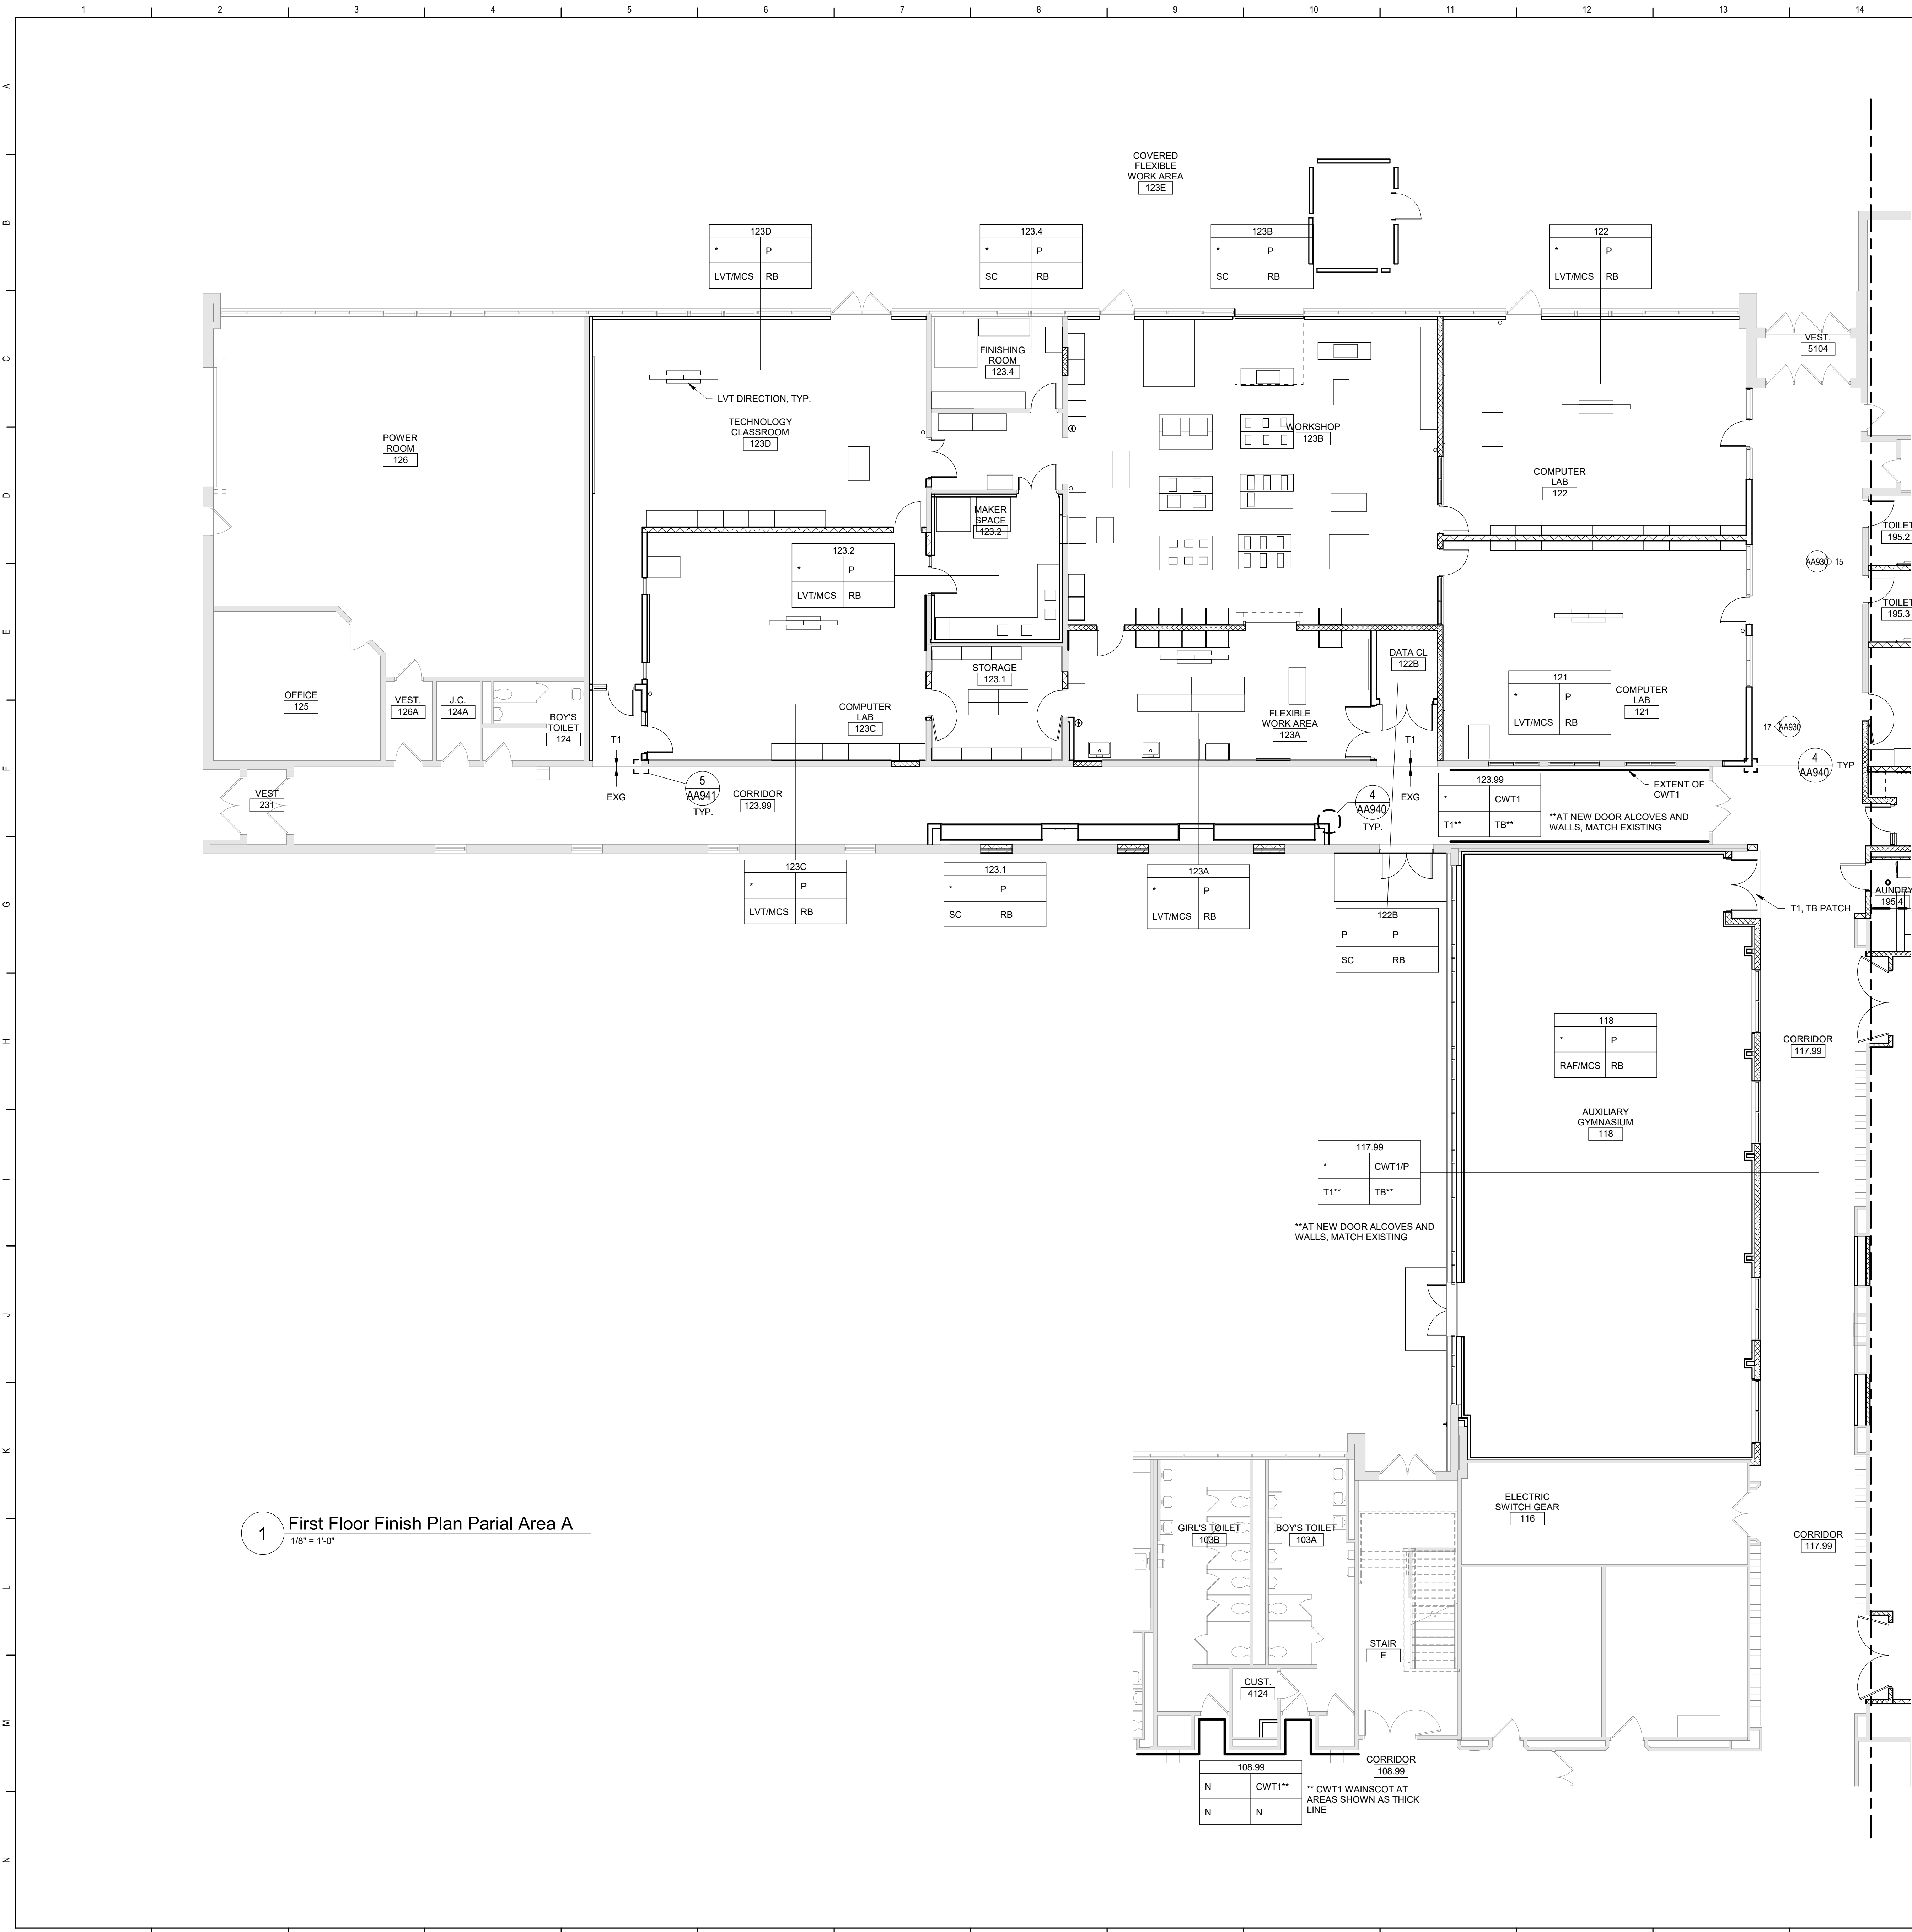 1 2 3 4 5 6 7 8 9 10 11 12 13 14
A
B
C
D
E
F
G
H
I
J
K
L
M
N
COVERED
FLEXIBLE
WORK AREA
123E
123D
* P
LVT/MCS RB
123.4
* P
SC RB
123B
* P
SC RB
122
* P
LVT/MCS RB
VEST.
5104
FINISHING
ROOM
123.4
LVT DIRECTION, TYP.
TECHNOLOGY
CLASSROOM
123D
WORKSHOP
123B
POWER
ROOM
126
COMPUTER
LAB
122
MAKER
SPACE
123.2
TOILET
195.2
123.2
* P
LVT/MCS RB
AA930 15
TOILET
195.3
DATA CL
122B
STORAGE
123.1
121
* P
LVT/MCS RB
COMPUTER
LAB
121
OFFICE
125
VEST.
126A
J.C.
124A
BOY'S
TOILET
124
COMPUTER
LAB
123C
FLEXIBLE
WORK AREA
123A
17 AA930
T1
EXG
T1
EXG
4
AA940
TYP
5
AA941
TYP.
CORRIDOR
123.99
VEST
231
4
AA940
TYP.
123.99
* CWT1
T1** TB**
EXTENT OF
CWT1
**AT NEW DOOR ALCOVES AND
WALLS, MATCH EXISTING
123C
* P
LVT/MCS RB
123.1
* P
SC RB
123A
* P
LVT/MCS RB
122B
P P
SC RB
T1, TB PATCH
AUNDRY
195.4
118
* P
RAF/MCS RB
CORRIDOR
117.99
AUXILIARY
GYMNASIUM
118
117.99
* CWT1/P
T1** TB**
**AT NEW DOOR ALCOVES AND
WALLS, MATCH EXISTING
1
First Floor Finish Plan Parial Area A
1/8" = 1'-0"
ELECTRIC
SWITCH GEAR
116
GIRL'S TOILET
103B
BOY'S TOILET
103A
CORRIDOR
117.99
STAIR
E
CUST.
4124
CORRIDOR
108.99
108.99
N CWT1**
N N
** CWT1 WAINSCOT AT
AREAS SHOWN AS THICK
LINE